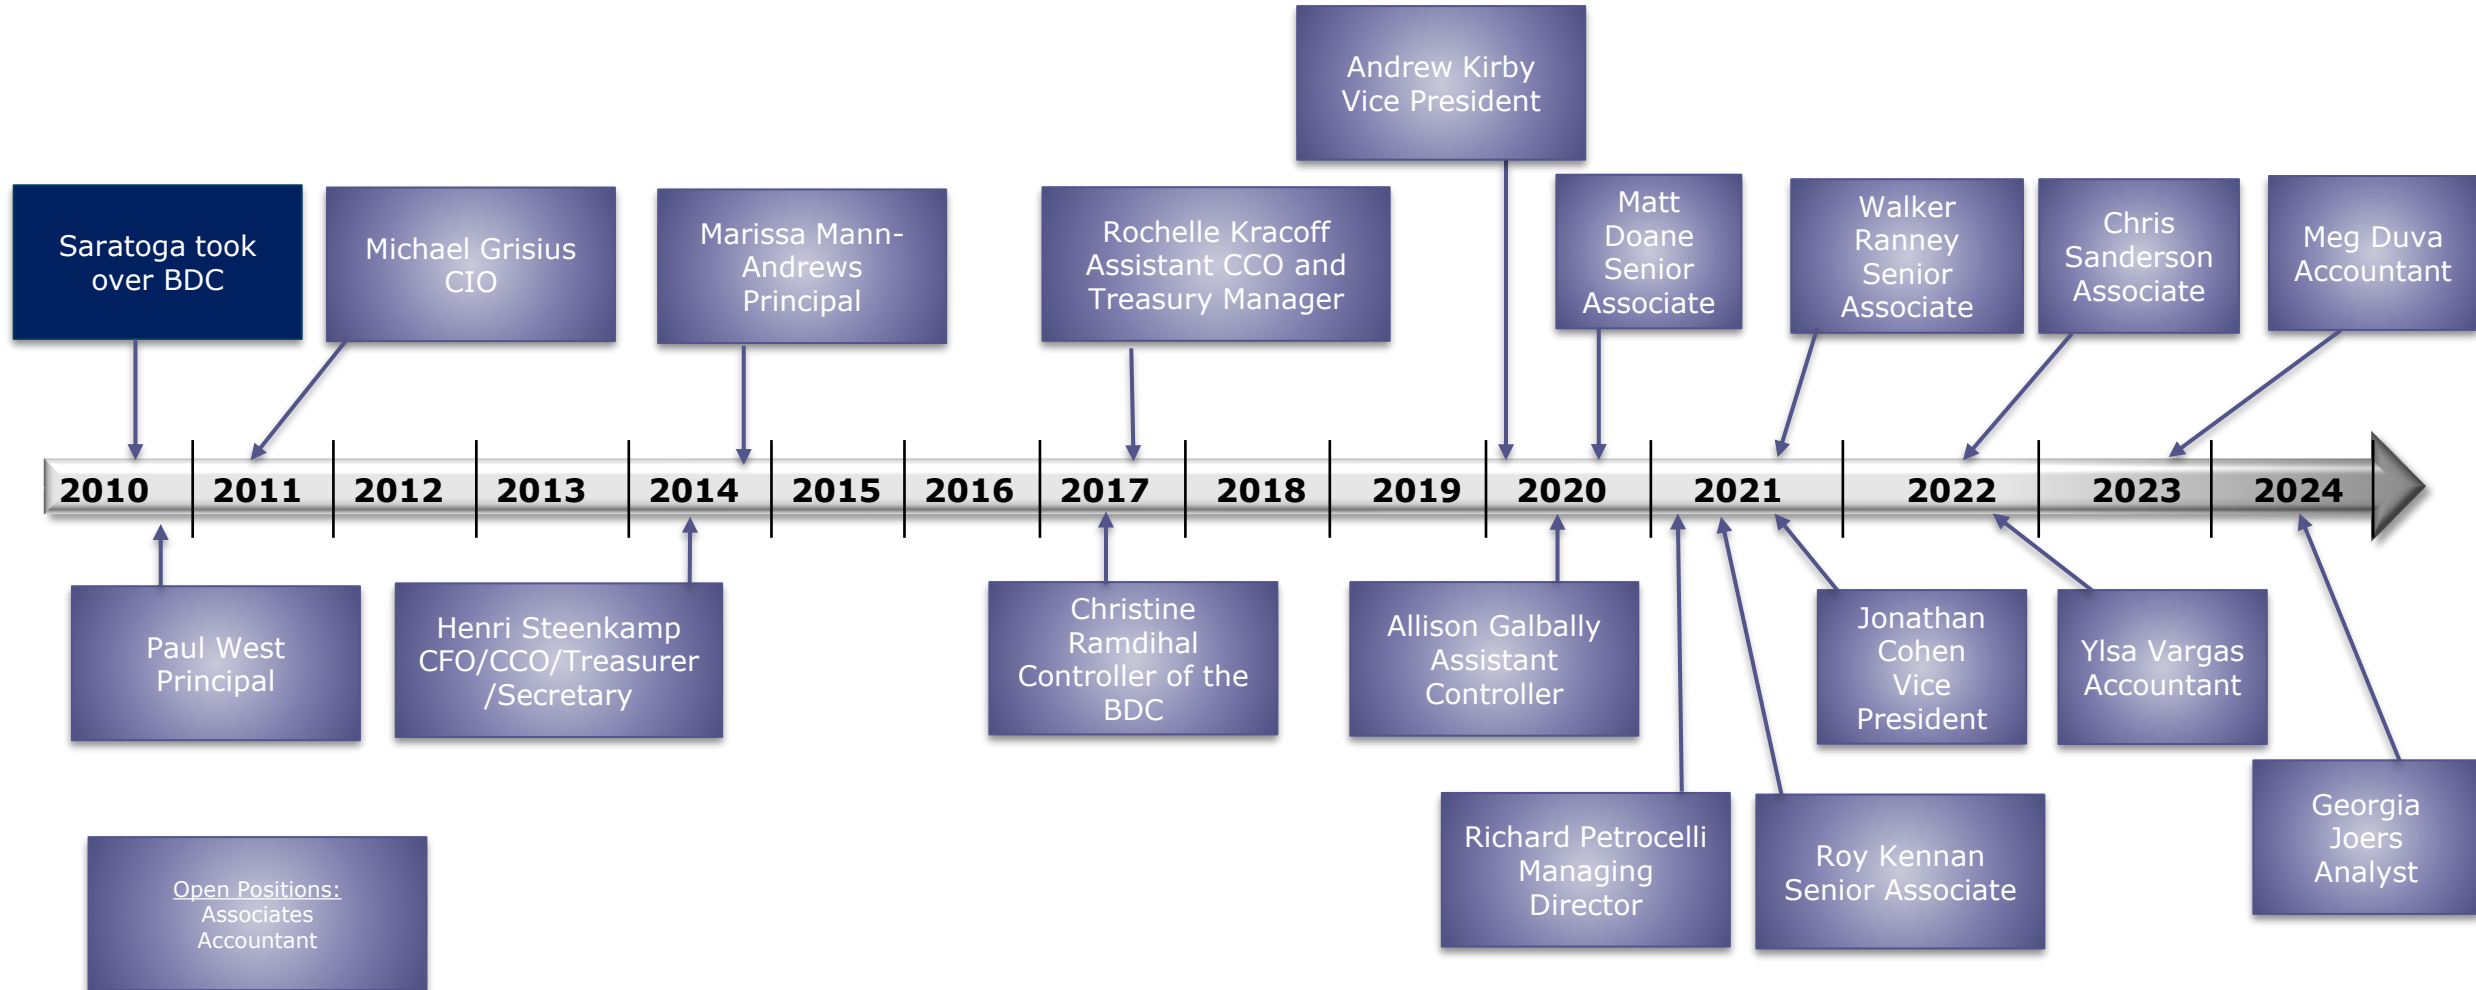 Andrew Kirby
Vice President
Saratoga took
over BDC
Michael Grisius
CIO
Marissa Mann-
Andrews
Principal
Rochelle Kracoff
Assistant CCO and
Treasury Manager
Matt
Doane
Senior
Associate
Walker
Ranney
Senior
Associate
Chris
Sanderson
Associate
Meg Duva
Accountant
2010 2011 2012 2013 2014 2015 2016 2017 2018 2019 2020 2021 2022 2023 2024
Paul West
Principal
Henri Steenkamp
CFO/CCO/Treasurer
/Secretary
Christine
Ramdihal
Controller of the
BDC
Allison Galbally
Assistant
Controller
Jonathan
Cohen
Vice
President
Ylsa Vargas
Accountant
Richard Petrocelli
Managing
Director
Roy Kennan
Senior Associate
Georgia
Joers
Analyst
Open Positions:
Associates
Accountant